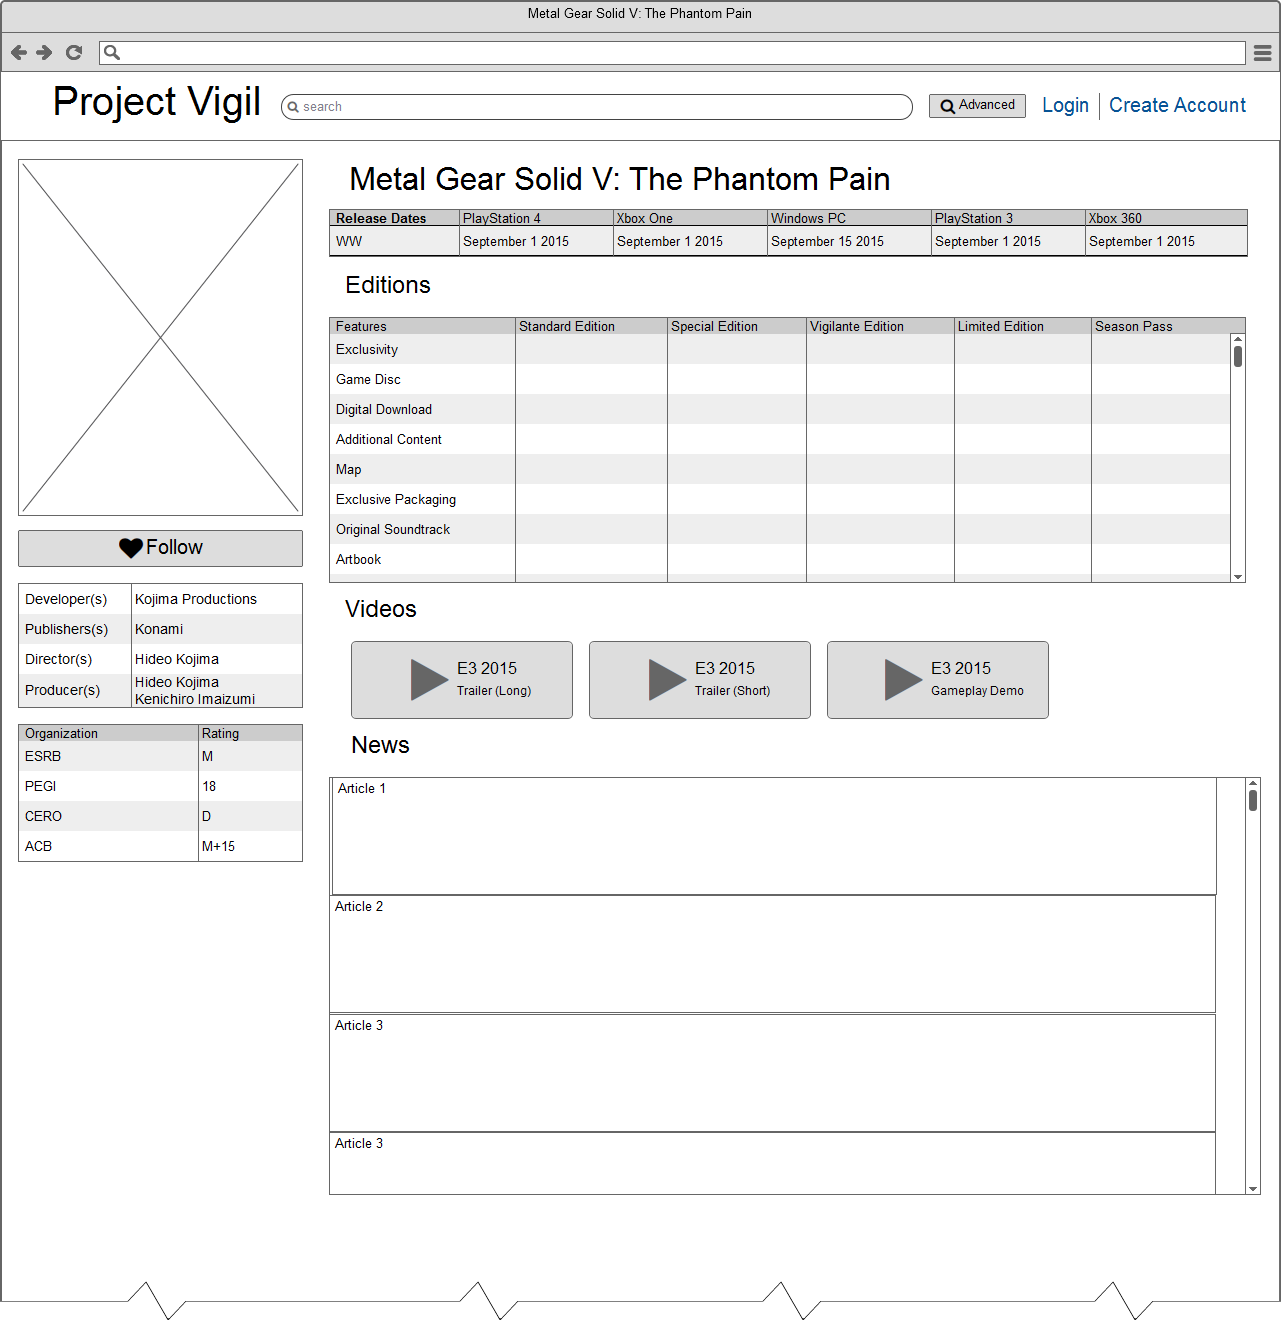 Metal Gear Solid V: The Phantom Pain
Project Vigil
search
Advanced
Login
Create Account
Metal Gear Solid V: The Phantom Pain
Release Dates PlayStation 4 Xbox One Windows PC PlayStation 3 Xbox 360
WW September 1 2015 September 1 2015 September 15 2015 September 1 2015 September 1 2015
Editions
Features Standard Edition Special Edition Vigilante Edition Limited Edition Season Pass
Exclusivity
Game Disc
Digital Download
Additional Content
Map
Exclusive Packaging
Original Soundtrack
Artbook
Follow
Developer(s) Kojima Productions
Publishers(s) Konami
Director(s) Hideo Kojima
Producer(s) Hideo Kojima
Kenichiro Imaizumi
Organization Rating
ESRB M
PEGI 18
CERO D
ACB M+15
Videos
E3 2015
Trailer (Long)
E3 2015
Trailer (Short)
E3 2015
Gameplay Demo
News
Article 1
Article 2
Article 3
Article 3